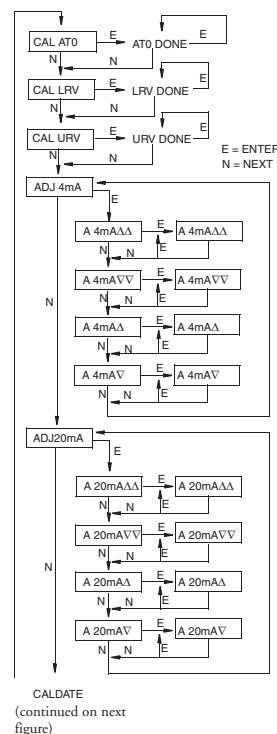 CAL AT0 E AT0 DONE E
N N
CAL LRV E LRV DONE E
N N
CAL URV E URV DONE E
N N
E = ENTER
N = NEXT
ADJ 4mA
E
A 4mAΔΔ E A 4mAΔΔ
N N E
A 4mA∇∇ E A 4mA∇∇
N N E
A 4mAΔ E A 4mAΔ
N
N N E
A 4mA∇ E A 4mA∇
N N E
ADJ20mA
E
A 20mAΔΔ E A 20mAΔΔ
N N E
A 20mA∇∇ E A 20mA∇∇
N N E
N
A 20mAΔ E A 20mAΔ
N N E
A 20mA∇ E A 20mA∇
N N E
CALDATE
(continued on next
figure)